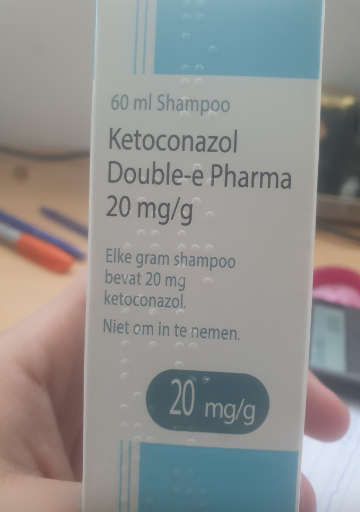 60 ml Shampoo
Ketoconazol
Double-e Pharma
20 mg/g
Elke gram shampoo
bevat 20 mg
ketoconazol.
Niet om in te nemen.
20 mg/g